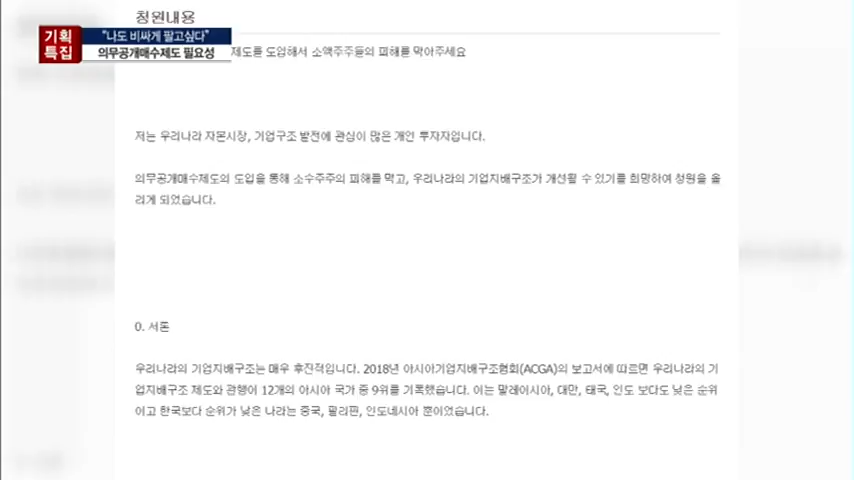 청원내용
기획
특집
"나도 비싸게 팔고싶다"
의무공개매수제도 필요성
제도를 도입해서 소액주주들의 피해를 막아주세요
저는 우리나라 자본시장, 기업구조 발전에 관심이 많은 개인 투자자입니다.
의무공개매수제도의 도입을 통해 소수주주의 피해를 막고, 우리나라의 기업지배구조가 개선될 수 있기를 희망하여 청원을 올
리게 되었습니다.
0. 서론
우리나라의 기업지배구조는 매우 후진적입니다. 2018년 아시아기업지배구조협회(ACGA)의 보고서에 따르면 우리나라의 기
업지배구조 제도와 관행이 12개의 아시아 국가 중 9위를 기록했습니다. 이는 말레이시아, 대만, 태국, 인도 보다도 낮은 순위
이고 한국보다 순위가 낮은 나라는 중국, 필리핀, 인도네시아 뿐이었습니다.